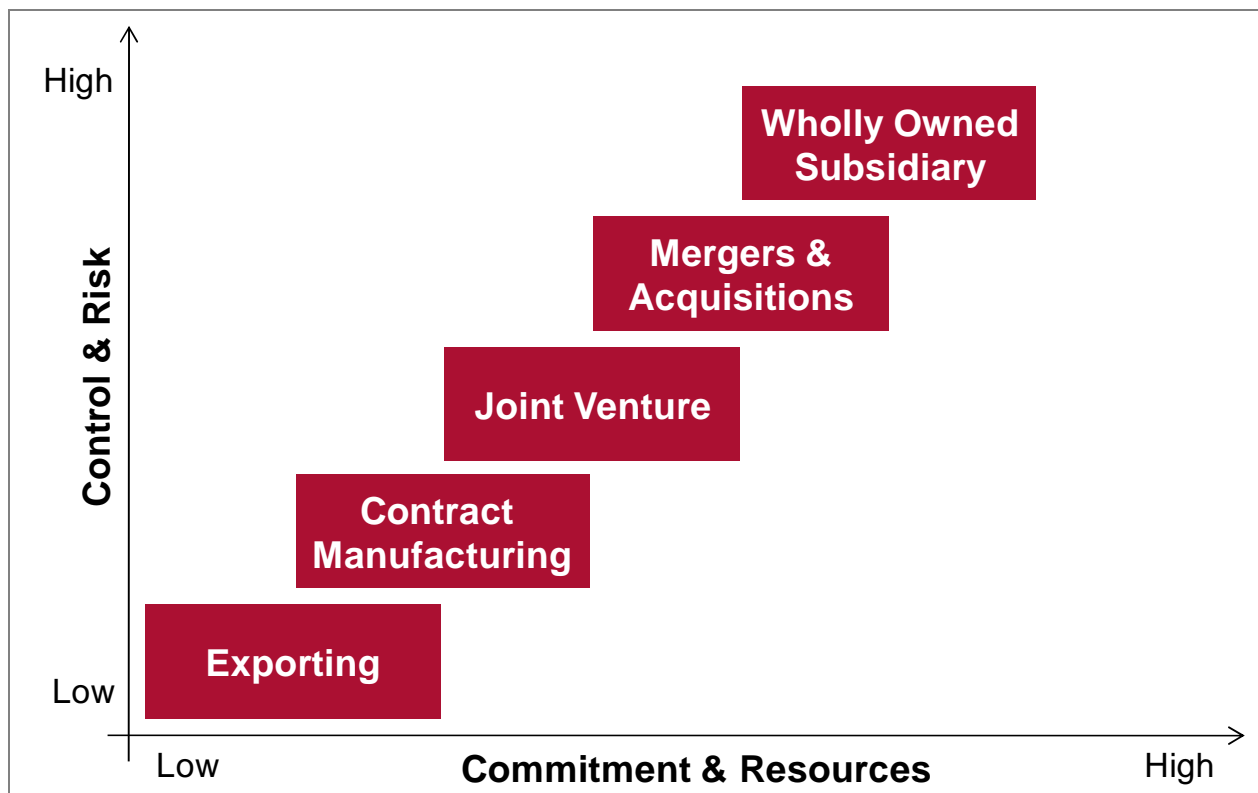 High
Wholly Owned
Subsidiary
Mergers &
Acquisitions
Control & Risk
Joint Venture
Contract
Manufacturing
Exporting
Low
Low
Commitment & Resources
High